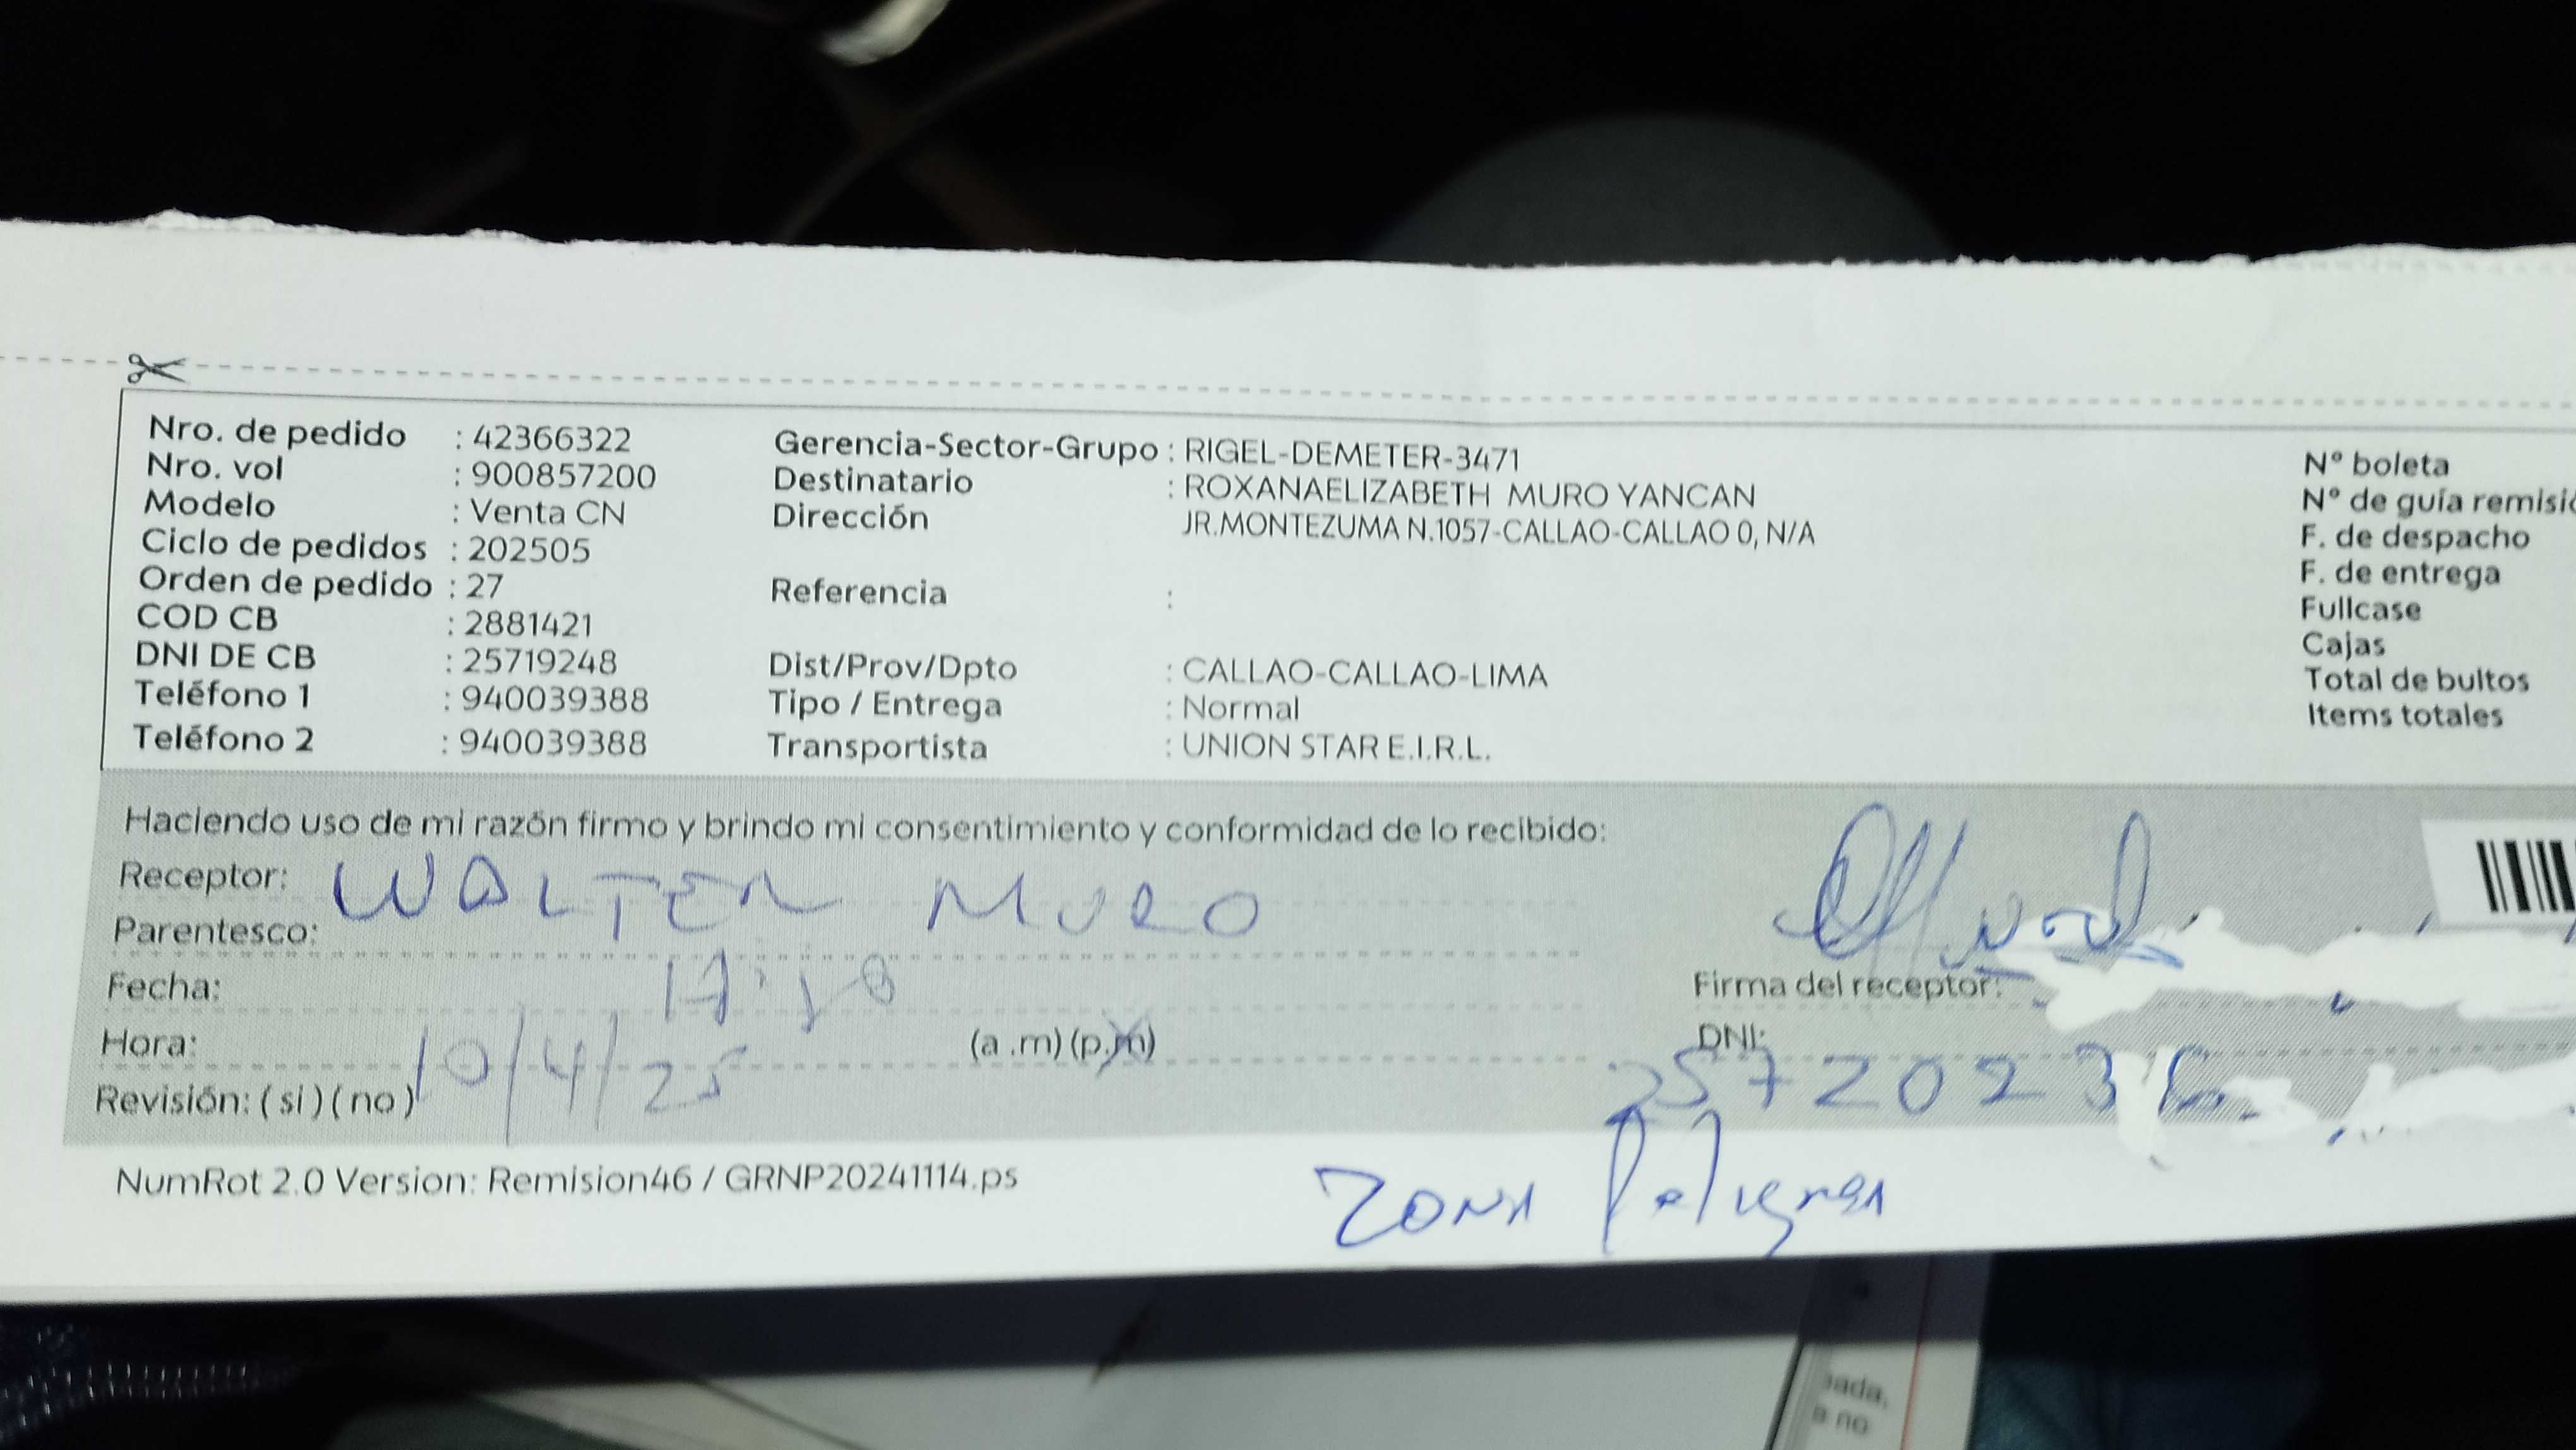 Nro. de pedido : 42366322
Nro. vol : 900857200
Modelo : Venta CN
Ciclo de pedidos : 202505
Orden de pedido : 27
COD CB : 2881421
DNI DE CB : 25719248
Teléfono 1 : 940039388
Teléfono 2 : 940039388
Gerencia-Sector-Grupo : RIGEL-DEMETER-3471
Destinatario : ROXANAELIZABETH MURO YANCAN
Dirección JR.MONTEZUMA N.1057-CALLAO-CALLAO 0, N/A
Referencia :
Dist/Prov/Dpto : CALLAO-CALLAO-LIMA
Tipo / Entrega : Normal
Transportista : UNION STAR E.I.R.L.
N° boleta
N° de guía
F. de despacho
F. de entrega
Fullcase
Cajas
Total de bultos
Items totales
Haciendo uso de mi razón firmo y brindo mi consentimiento y conformidad de lo recibido:
Receptor: WALTER MURO
Parentesco:
Fecha:
Hora: (a .m) (p.m)
10/4/25
Revisión: ( si ) ( no )
Firma del receptor:
DNI:
NumRot 2.0 Version: Remision46 / GRNP20241114.ps
ZONA Peligrosa